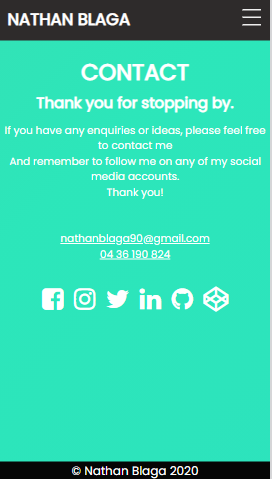 NATHAN BLAGA
CONTACT
Thank you for stopping by.
If you have any enquiries or ideas, please feel free
to contact me
And remember to follow me on any of my social
media accounts.
Thank you!
nathanblaga90@gmail.com
04 36 190 824
© Nathan Blaga 2020